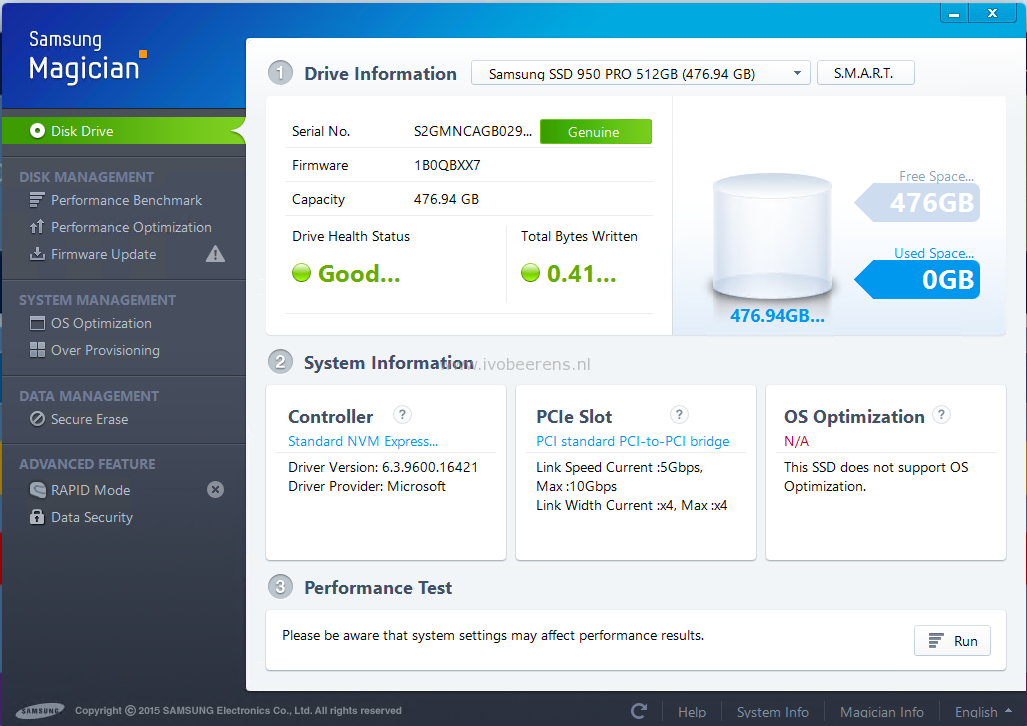 Samsung
Magician
Disk Drive
DISK MANAGEMENT
Performance Benchmark
Performance Optimization
Firmware Update
SYSTEM MANAGEMENT
OS Optimization
Over Provisioning
DATA MANAGEMENT
Secure Erase
ADVANCED FEATURE
RAPID Mode
Data Security
1 Drive Information
Samsung SSD 950 PRO 512GB (476.94 GB)
S.M.A.R.T.
Serial No. S2GMNCAGB029... Genuine
Firmware 1B0QBXX7
Capacity 476.94 GB
Drive Health Status
Good...
Total Bytes Written
0.41...
Free Space...
476GB
Used Space...
0GB
476.94GB...
2 System Information
www.ivobeerens.nl
Controller ?
Standard NVM Express...
Driver Version: 6.3.9600.16421
Driver Provider: Microsoft
PCIe Slot ?
PCI standard PCI-to-PCI bridge
Link Speed Current :5Gbps,
Max :10Gbps
Link Width Current :x4, Max :x4
OS Optimization ?
N/A
This SSD does not support OS
Optimization.
3 Performance Test
Please be aware that system settings may affect performance results.
Run
SAMSUNG
Copyright © 2015 SAMSUNG Electronics Co., Ltd. All rights reserved
Help
System Info
Magician Info
English